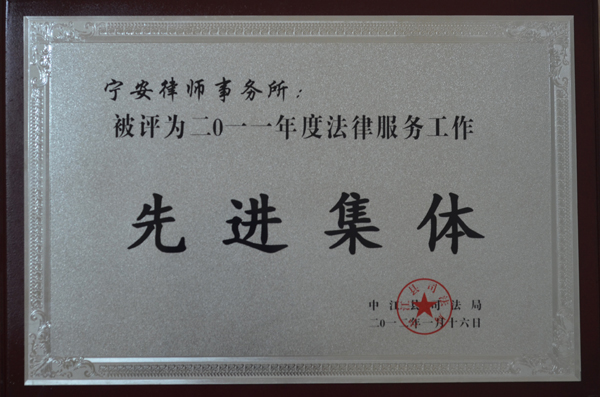 宁安律师事务所：
被评为二0一一年度法律服务工作
先进集体
中江县司法局
二0一二年一月十六日